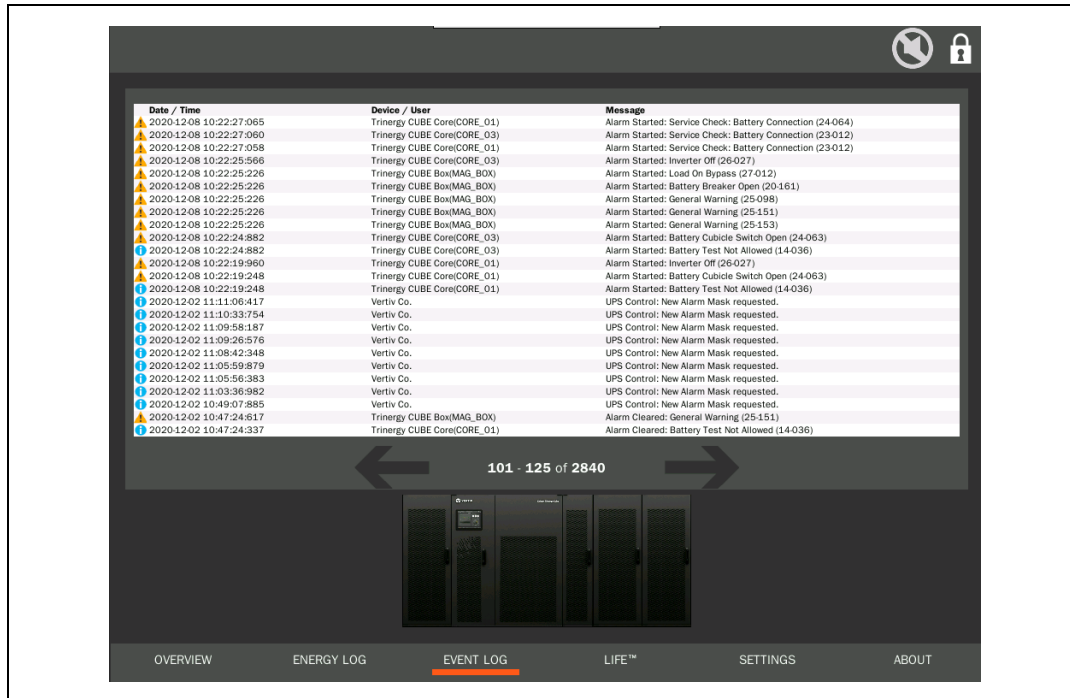 Date / Time Device / User Message
2020-12-08 10:22:27:065 Trinergy CUBE Core(CORE_01) Alarm Started: Service Check: Battery Connection (24-064)
2020-12-08 10:22:27:060 Trinergy CUBE Core(CORE_03) Alarm Started: Service Check: Battery Connection (23-012)
2020-12-08 10:22:27:058 Trinergy CUBE Core(CORE_01) Alarm Started: Service Check: Battery Connection (23-012)
2020-12-08 10:22:25:566 Trinergy CUBE Core(CORE_03) Alarm Started: Inverter Off (26-027)
2020-12-08 10:22:25:226 Trinergy CUBE Box(MAG_BOX) Alarm Started: Load On Bypass (27-012)
2020-12-08 10:22:25:226 Trinergy CUBE Box(MAG_BOX) Alarm Started: Battery Breaker Open (20-161)
2020-12-08 10:22:25:226 Trinergy CUBE Box(MAG_BOX) Alarm Started: General Warning (25-098)
2020-12-08 10:22:25:226 Trinergy CUBE Box(MAG_BOX) Alarm Started: General Warning (25-151)
2020-12-08 10:22:25:226 Trinergy CUBE Box(MAG_BOX) Alarm Started: General Warning (25-153)
2020-12-08 10:22:24:882 Trinergy CUBE Core(CORE_03) Alarm Started: Battery Cubicle Switch Open (24-063)
2020-12-08 10:22:24:882 Trinergy CUBE Core(CORE_03) Alarm Started: Battery Test Not Allowed (14-036)
2020-12-08 10:22:19:960 Trinergy CUBE Core(CORE_01) Alarm Started: Inverter Off (26-027)
2020-12-08 10:22:19:248 Trinergy CUBE Core(CORE_01) Alarm Started: Battery Cubicle Switch Open (24-063)
2020-12-08 10:22:19:248 Trinergy CUBE Core(CORE_01) Alarm Started: Battery Test Not Allowed (14-036)
2020-12-02 11:11:06:417 Vertiv Co. UPS Control: New Alarm Mask requested.
2020-12-02 11:10:33:754 Vertiv Co. UPS Control: New Alarm Mask requested.
2020-12-02 11:09:58:187 Vertiv Co. UPS Control: New Alarm Mask requested.
2020-12-02 11:09:26:576 Vertiv Co. UPS Control: New Alarm Mask requested.
2020-12-02 11:08:42:348 Vertiv Co. UPS Control: New Alarm Mask requested.
2020-12-02 11:05:59:879 Vertiv Co. UPS Control: New Alarm Mask requested.
2020-12-02 11:05:56:383 Vertiv Co. UPS Control: New Alarm Mask requested.
2020-12-02 11:03:36:982 Vertiv Co. UPS Control: New Alarm Mask requested.
2020-12-02 10:49:07:885 Vertiv Co. UPS Control: New Alarm Mask requested.
2020-12-02 10:47:24:617 Trinergy CUBE Box(MAG_BOX) Alarm Cleared: General Warning (25-151)
2020-12-02 10:47:24:337 Trinergy CUBE Core(CORE_01) Alarm Cleared: Battery Test Not Allowed (14-036)
101 - 125 of 2840
OVERVIEW ENERGY LOG EVENT LOG LIFE™ SETTINGS ABOUT